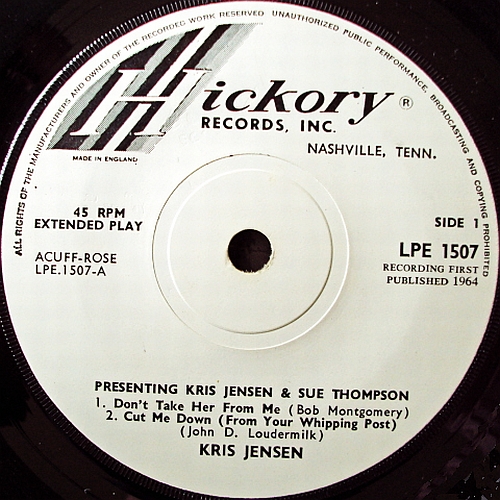 ALL RIGHTS OF THE MANUFACTURERS AND OWNER OF THE RECORDED WORK RESERVED UNAUTHORIZED PUBLIC PERFORMANCE, BROADCASTING AND COPYING PROHIBITED
Hickory ®
RECORDS, INC.
NASHVILLE, TENN.
MADE IN ENGLAND
45 RPM
EXTENDED PLAY
ACUFF-ROSE
LPE.1507-A
SIDE 1
LPE 1507
RECORDING FIRST
PUBLISHED 1964
PRESENTING KRIS JENSEN & SUE THOMPSON
1. Don't Take Her From Me (Bob Montgomery)
2. Cut Me Down (From Your Whipping Post)
(John D. Loudermilk)
KRIS JENSEN